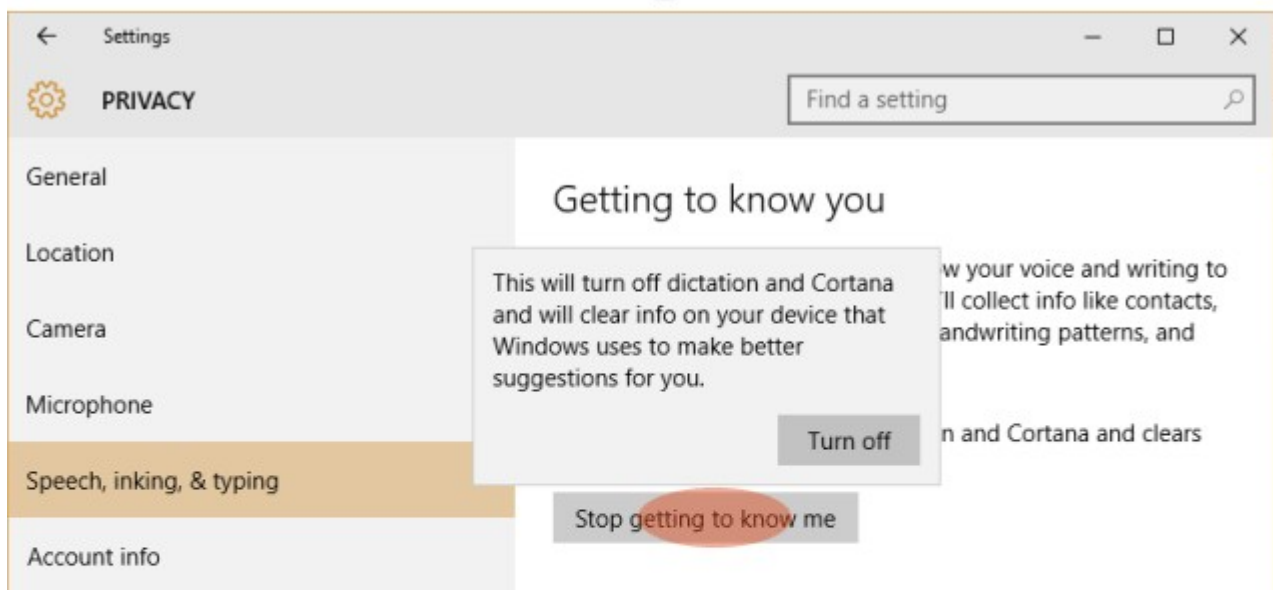 Settings
PRIVACY
Find a setting
General
Location
Camera
Microphone
Speech, inking, & typing
Account info
Getting to know you
w your voice and writing to
'll collect info like contacts,
andwriting patterns, and
n and Cortana and clears
This will turn off dictation and Cortana
and will clear info on your device that
Windows uses to make better
suggestions for you.
Turn off
Stop getting to know me